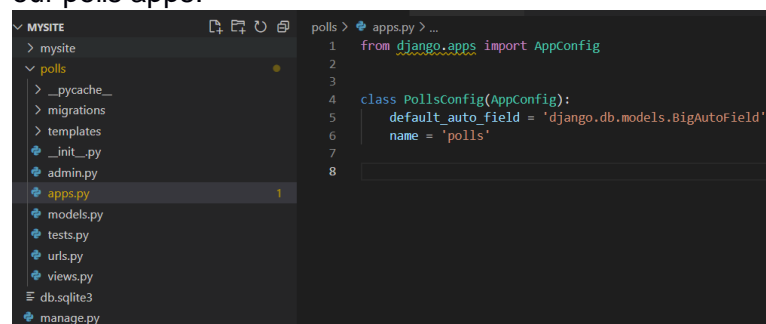 our polls apps.
MYSITE
> mysite
polls
> __pycache__
> migrations
> templates
__init__.py
admin.py
apps.py 1
models.py
tests.py
urls.py
views.py
db.sqlite3
manage.py
polls > apps.py > ...
1 from django.apps import AppConfig
2
3
4 class PollsConfig(AppConfig):
5 default_auto_field = 'django.db.models.BigAutoField'
6 name = 'polls'
7
8